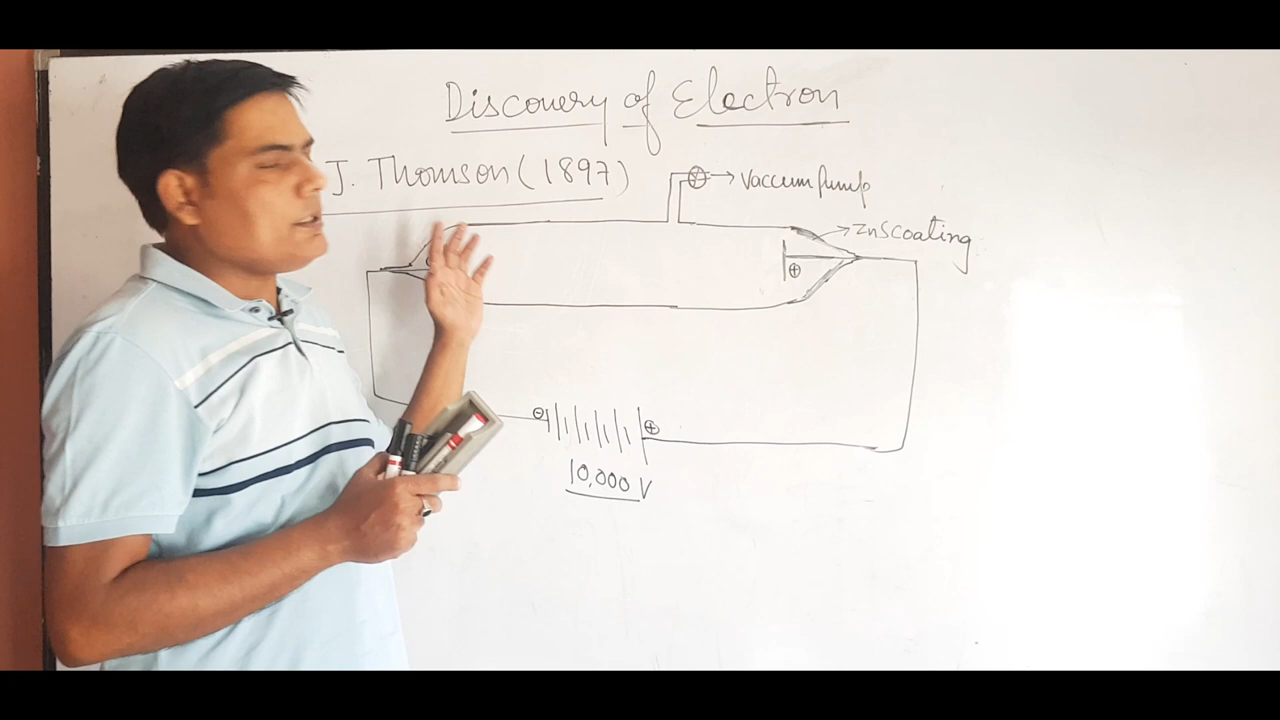 Discovery of Electron
J. Thomson (1897)
Vaccum Pump
ZnS coating
10,000 V